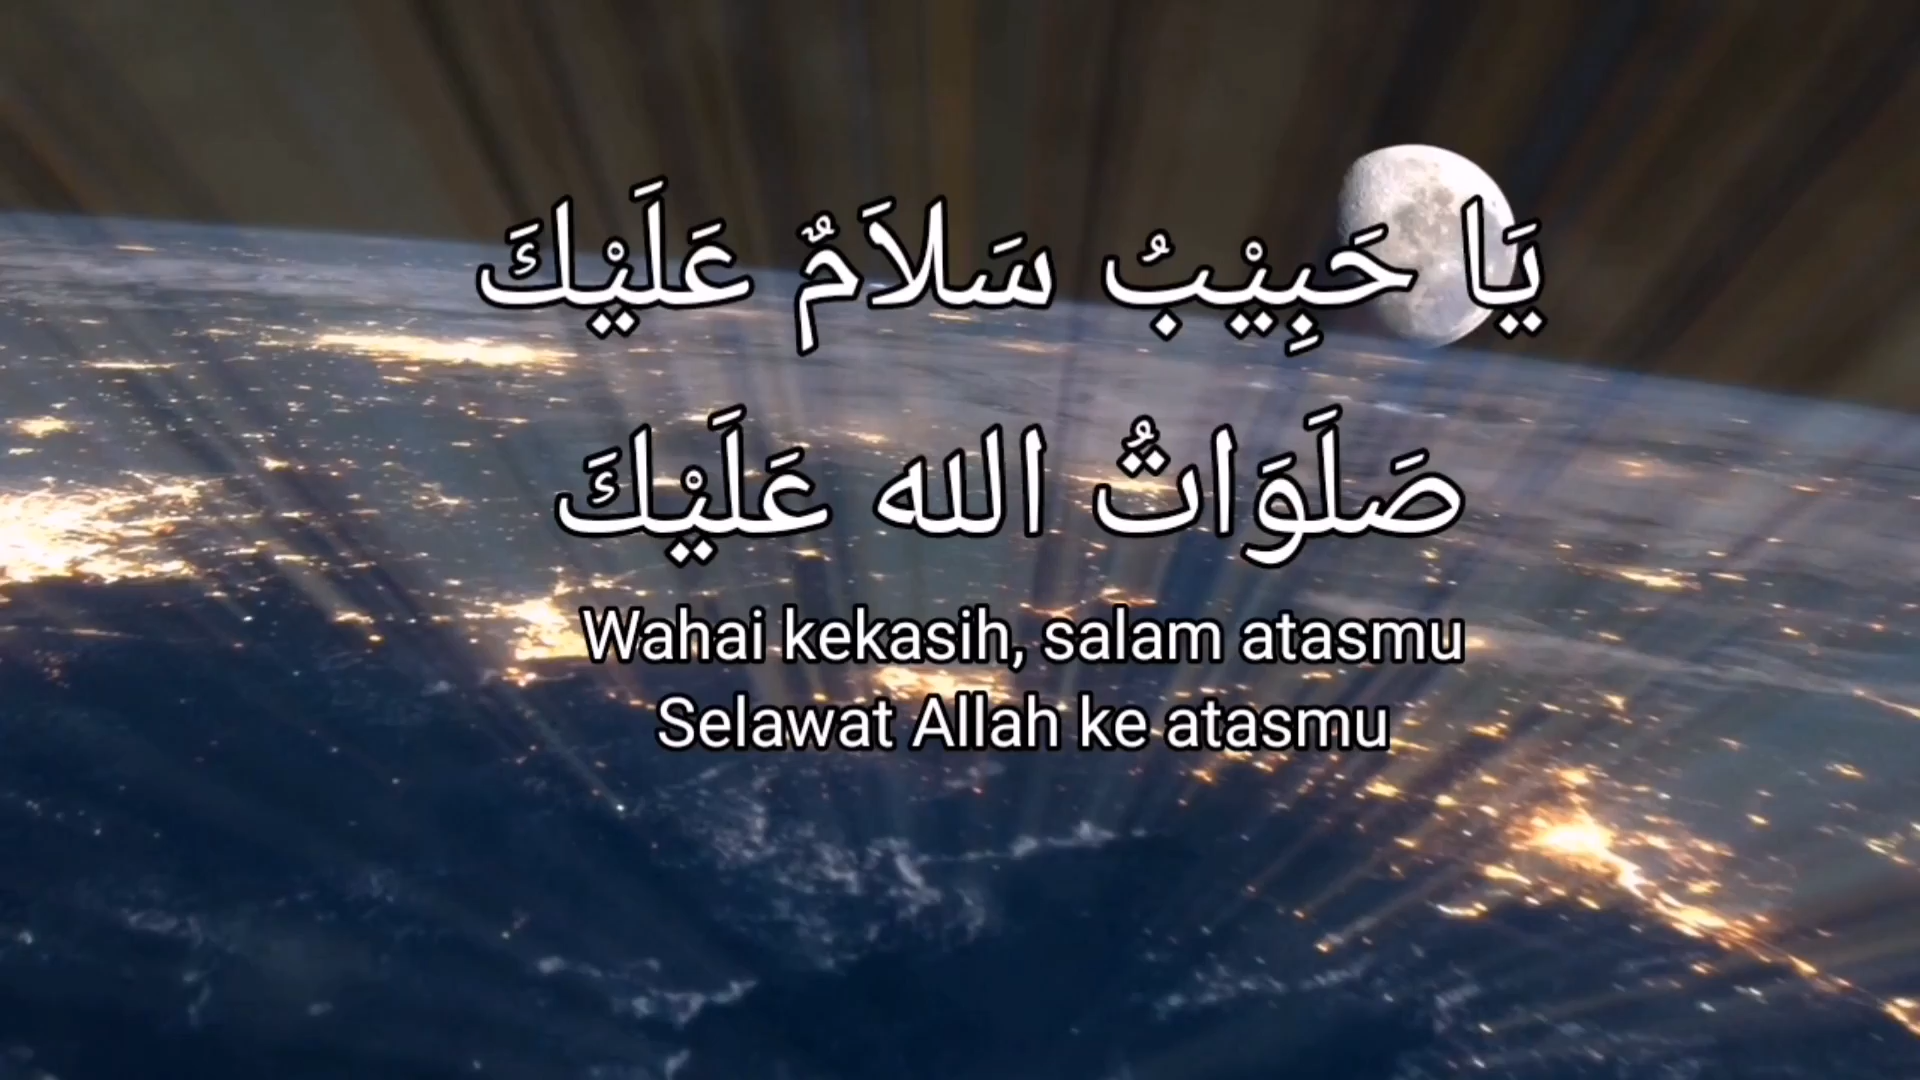 يَا حَبِيْبُ سَلاَمٌ عَلَيْكَ
صَلَوَاتُ الله عَلَيْكَ
Wahai kekasih, salam atasmu
Selawat Allah ke atasmu